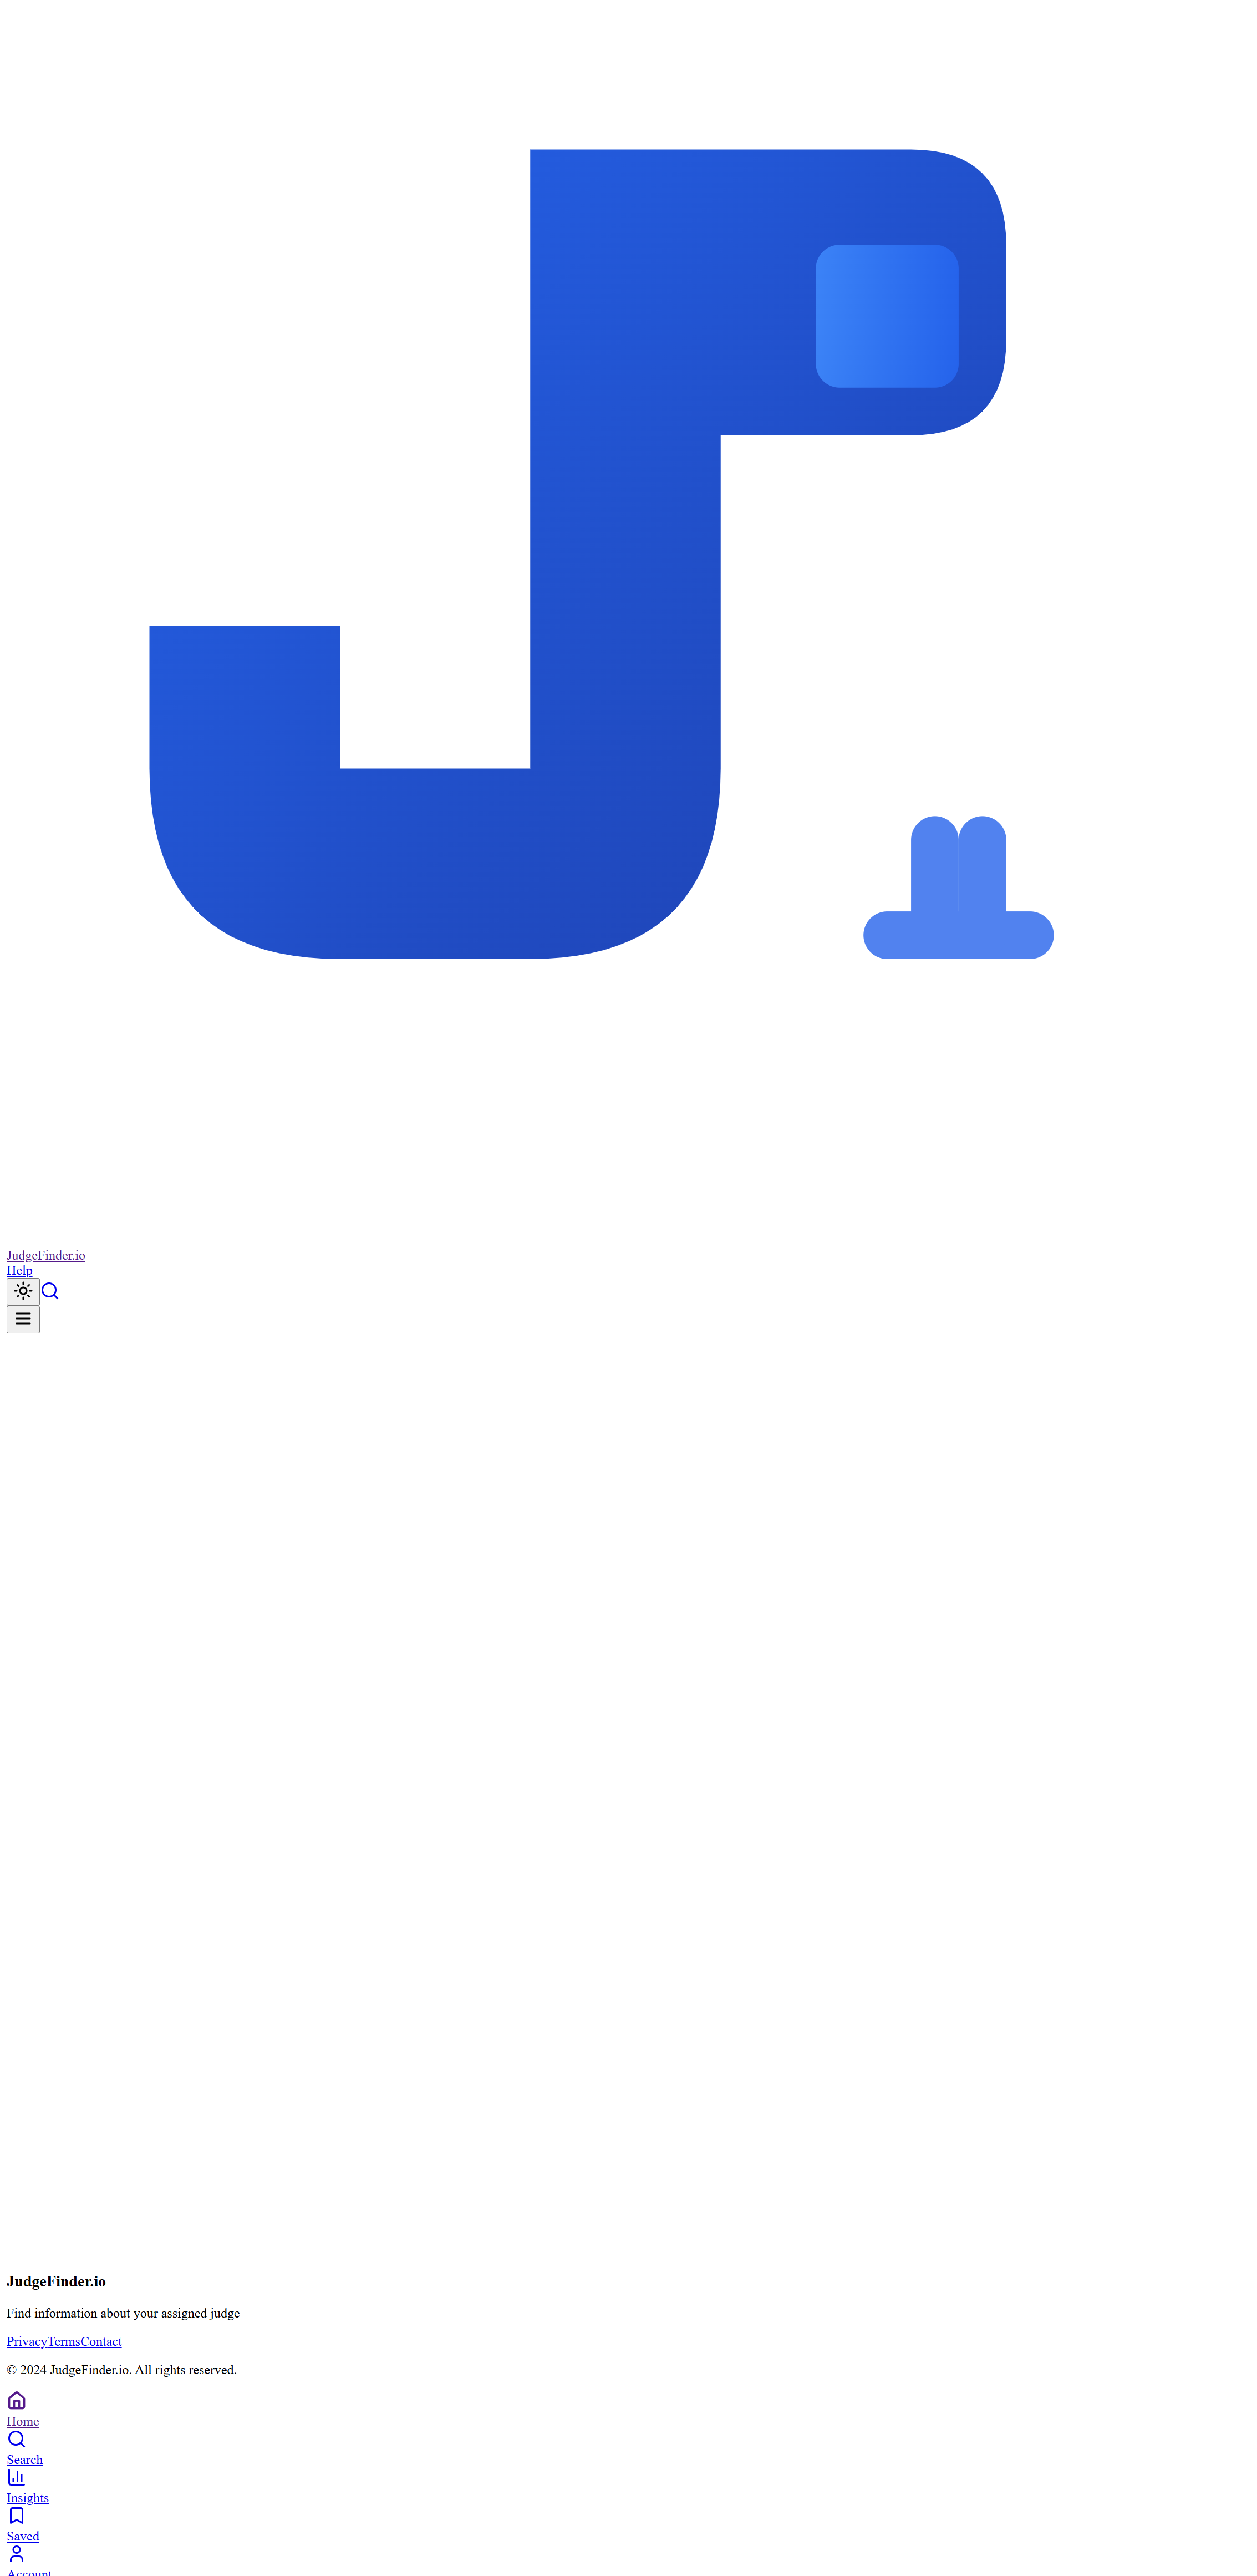 JudgeFinder.io
Help
JudgeFinder.io
Find information about your assigned judge
PrivacyTermsContact
© 2024 JudgeFinder.io. All rights reserved.
Home
Search
Insights
Saved
Account